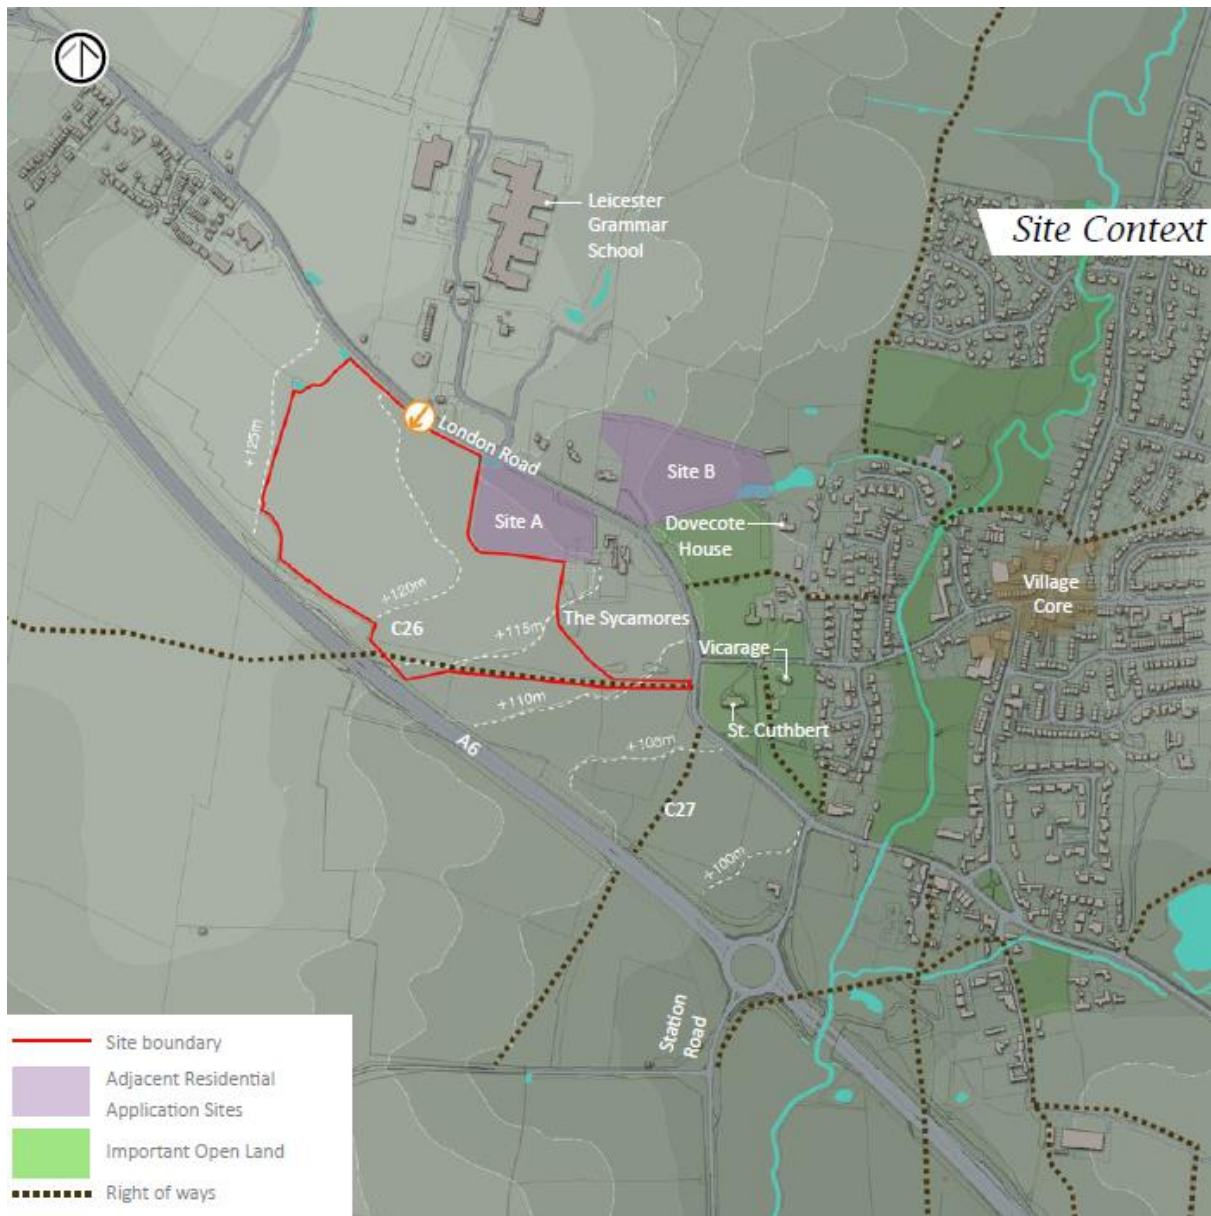 Leicester
Grammar
School
Site Context
+125m
London Road
Site B
Site A
Dovecote
House
+120m
C26
+115m
The Sycamores
Village
Core
Vicarage
+110m
St. Cuthbert
A6
+105m
C27
+100m
Station
Road
Site boundary
Adjacent Residential
Application Sites
Important Open Land
Right of ways